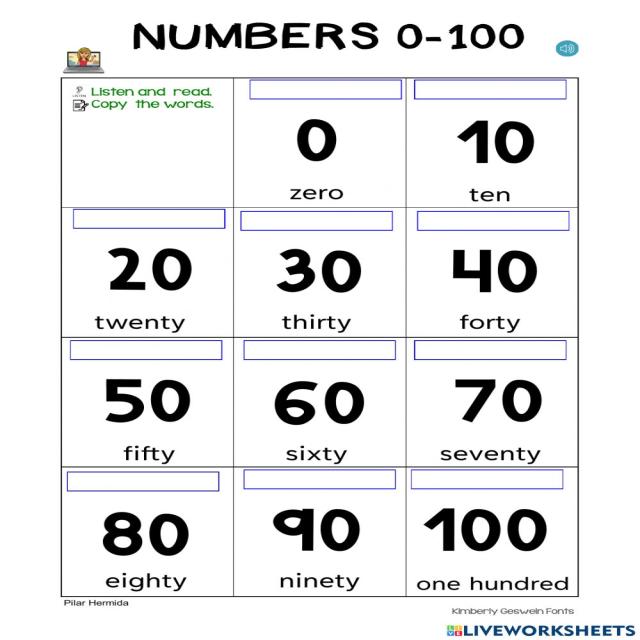 NUMBERS 0-100
Listen and read.
Copy the words.
0
zero
10
ten
20
twenty
30
thirty
40
forty
50
fifty
60
sixty
70
seventy
80
eighty
90
ninety
100
one hundred
Pilar Hermida
Kimberly Geswein Fonts
LIVEWORKSHEETS